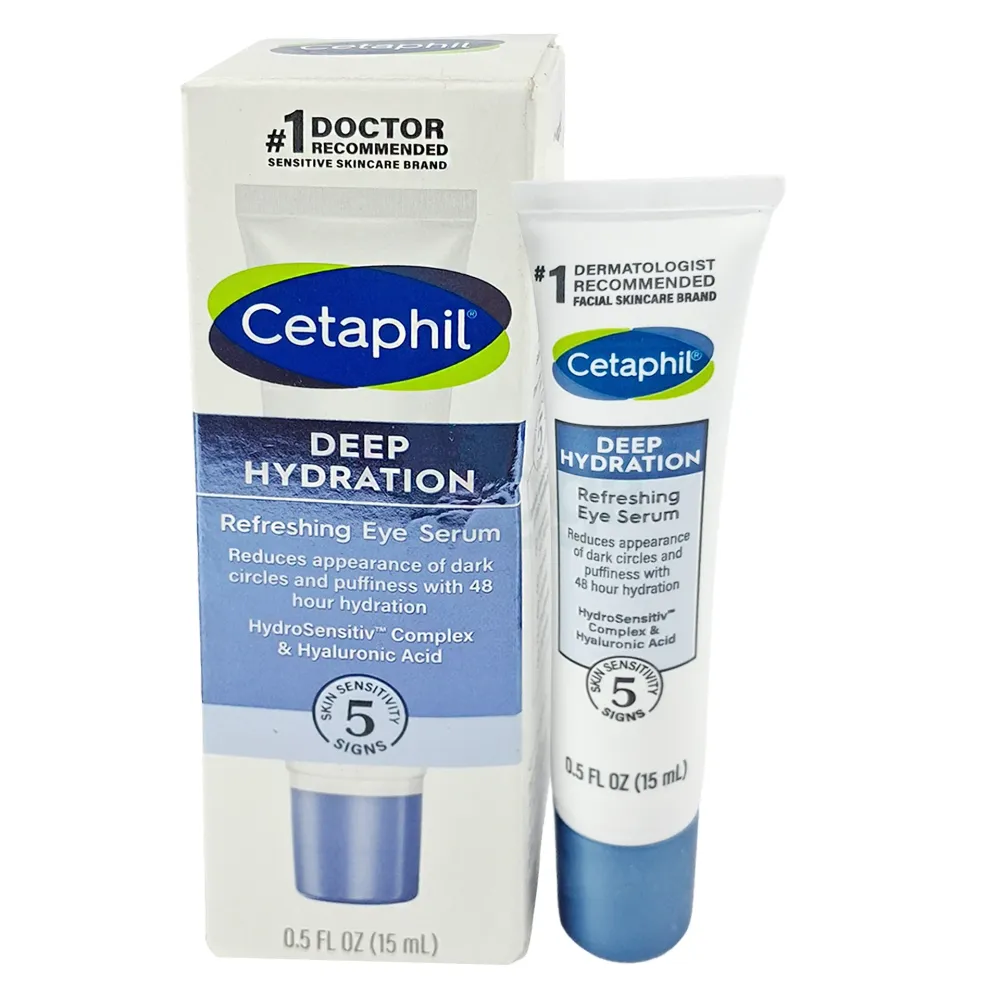 Cetaphil
#1 DOCTOR
RECOMMENDED
SENSITIVE SKINCARE BRAND
Cetaphil®
DEEP
HYDRATION
Refreshing Eye Serum
Reduces appearance of dark
circles and puffiness with 48
hour hydration
HydroSensitiv™ Complex
& Hyaluronic Acid
SKIN SENSITIVITY
5
SIGNS
0.5 FL OZ (15 mL)
#1 DERMATOLOGIST
RECOMMENDED
FACIAL SKINCARE BRAND
Cetaphil®
DEEP
HYDRATION
Refreshing
Eye Serum
Reduces appearance
of dark circles and
puffiness with
48 hour hydration
HydroSensitiv™
Complex &
Hyaluronic Acid
SKIN SENSITIVITY
5
SIGNS
0.5 FL OZ (15 mL)